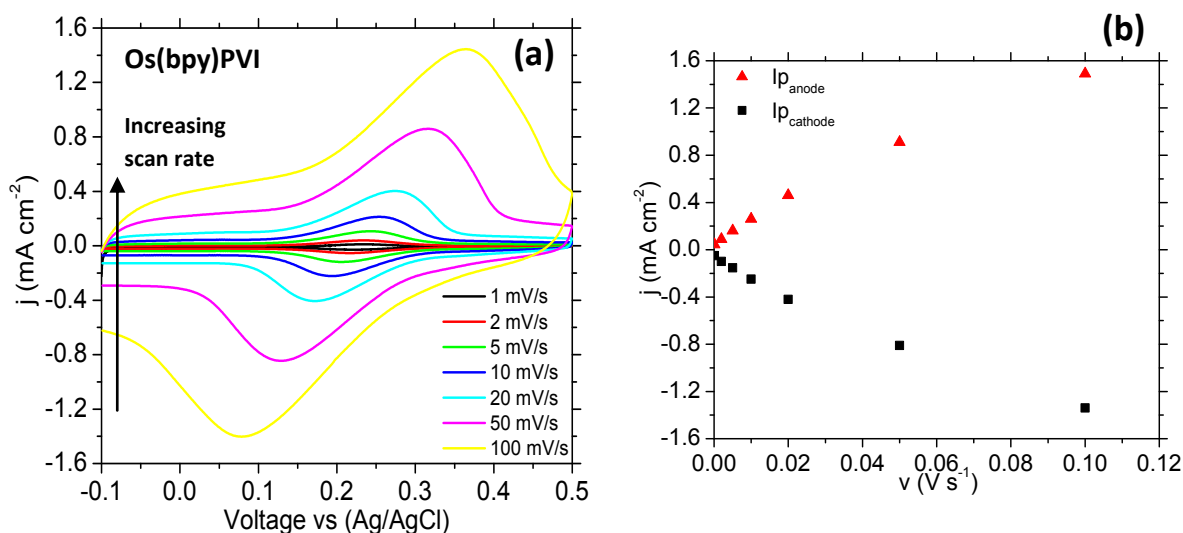 (a)
Os(bpy)PVI
Increasing
scan rate
1.6
1.2
0.8
0.4
0.0
-0.4
-0.8
-1.2
-1.6
j (mA cm-2)
1 mV/s
2 mV/s
5 mV/s
10 mV/s
20 mV/s
50 mV/s
100 mV/s
-0.1 0.0 0.1 0.2 0.3 0.4 0.5
Voltage vs (Ag/AgCl)
(b)
Ipanode
Ipcathode
1.6
1.2
0.8
0.4
0.0
-0.4
-0.8
-1.2
-1.6
j (mA cm-2)
0.00 0.02 0.04 0.06 0.08 0.10 0.12
v (V s-1)